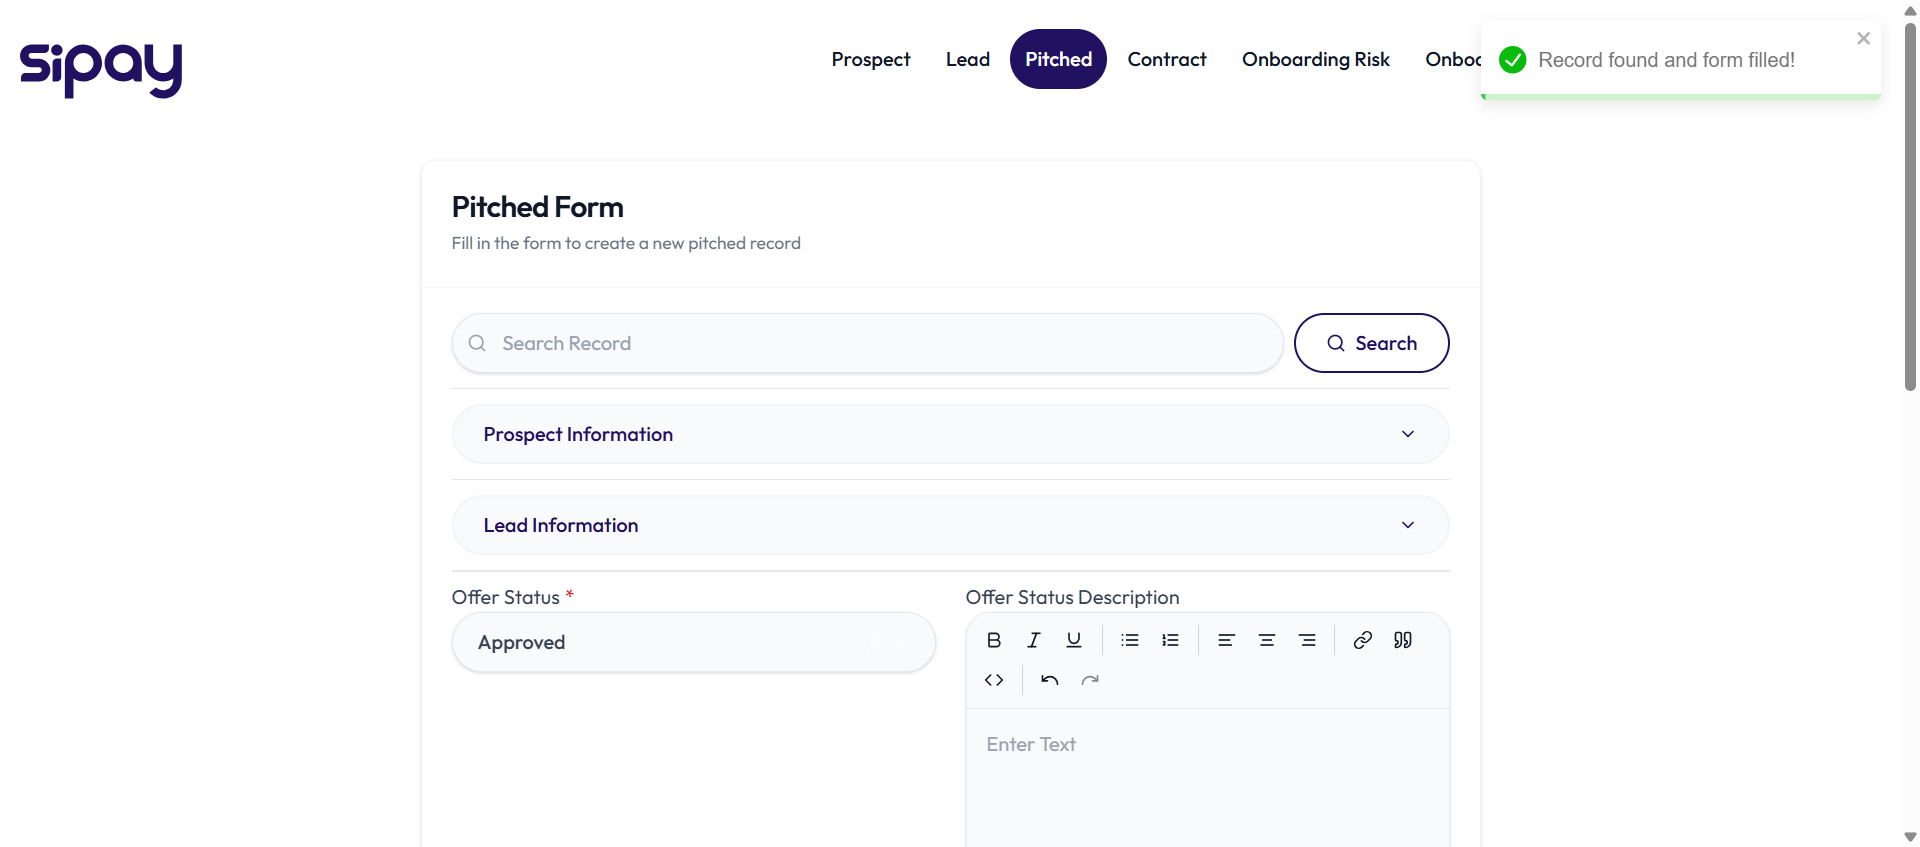 sipay
Prospect Lead Pitched Contract Onboarding Risk
Record found and form filled!
Pitched Form
Fill in the form to create a new pitched record
Search Record
Search
Prospect Information
Lead Information
Offer Status *
Approved
Offer Status Description
Enter Text